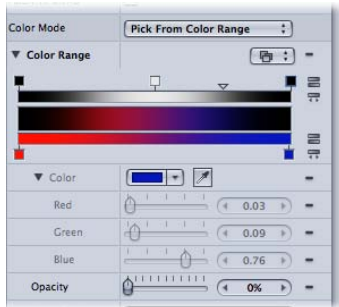 Color Mode Pick From Color Range
Color Range
Color
Red 0.03
Green 0.09
Blue 0.76
Opacity 0%